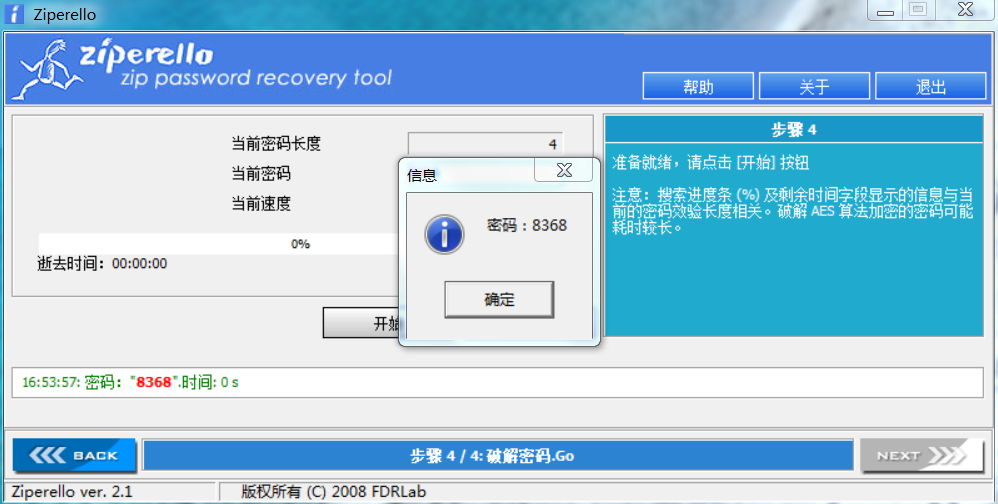 Ziperello
ziperello
zip password recovery tool
帮助
关于
退出
当前密码长度
4
当前密码
当前速度
0%
逝去时间：00:00:00
开始
信息
密码：8368
确定
步骤 4
准备就绪，请点击 [开始] 按钮
注意：搜索进度条 (%) 及剩余时间字段显示的信息与当
前的密码效验长度相关。破解 AES 算法加密的密码可能
耗时较长。
16:53:57: 密码："8368".时间: 0 s
BACK
步骤 4 / 4: 破解密码.Go
NEXT
Ziperello ver. 2.1
版权所有 (C) 2008 FDRLab